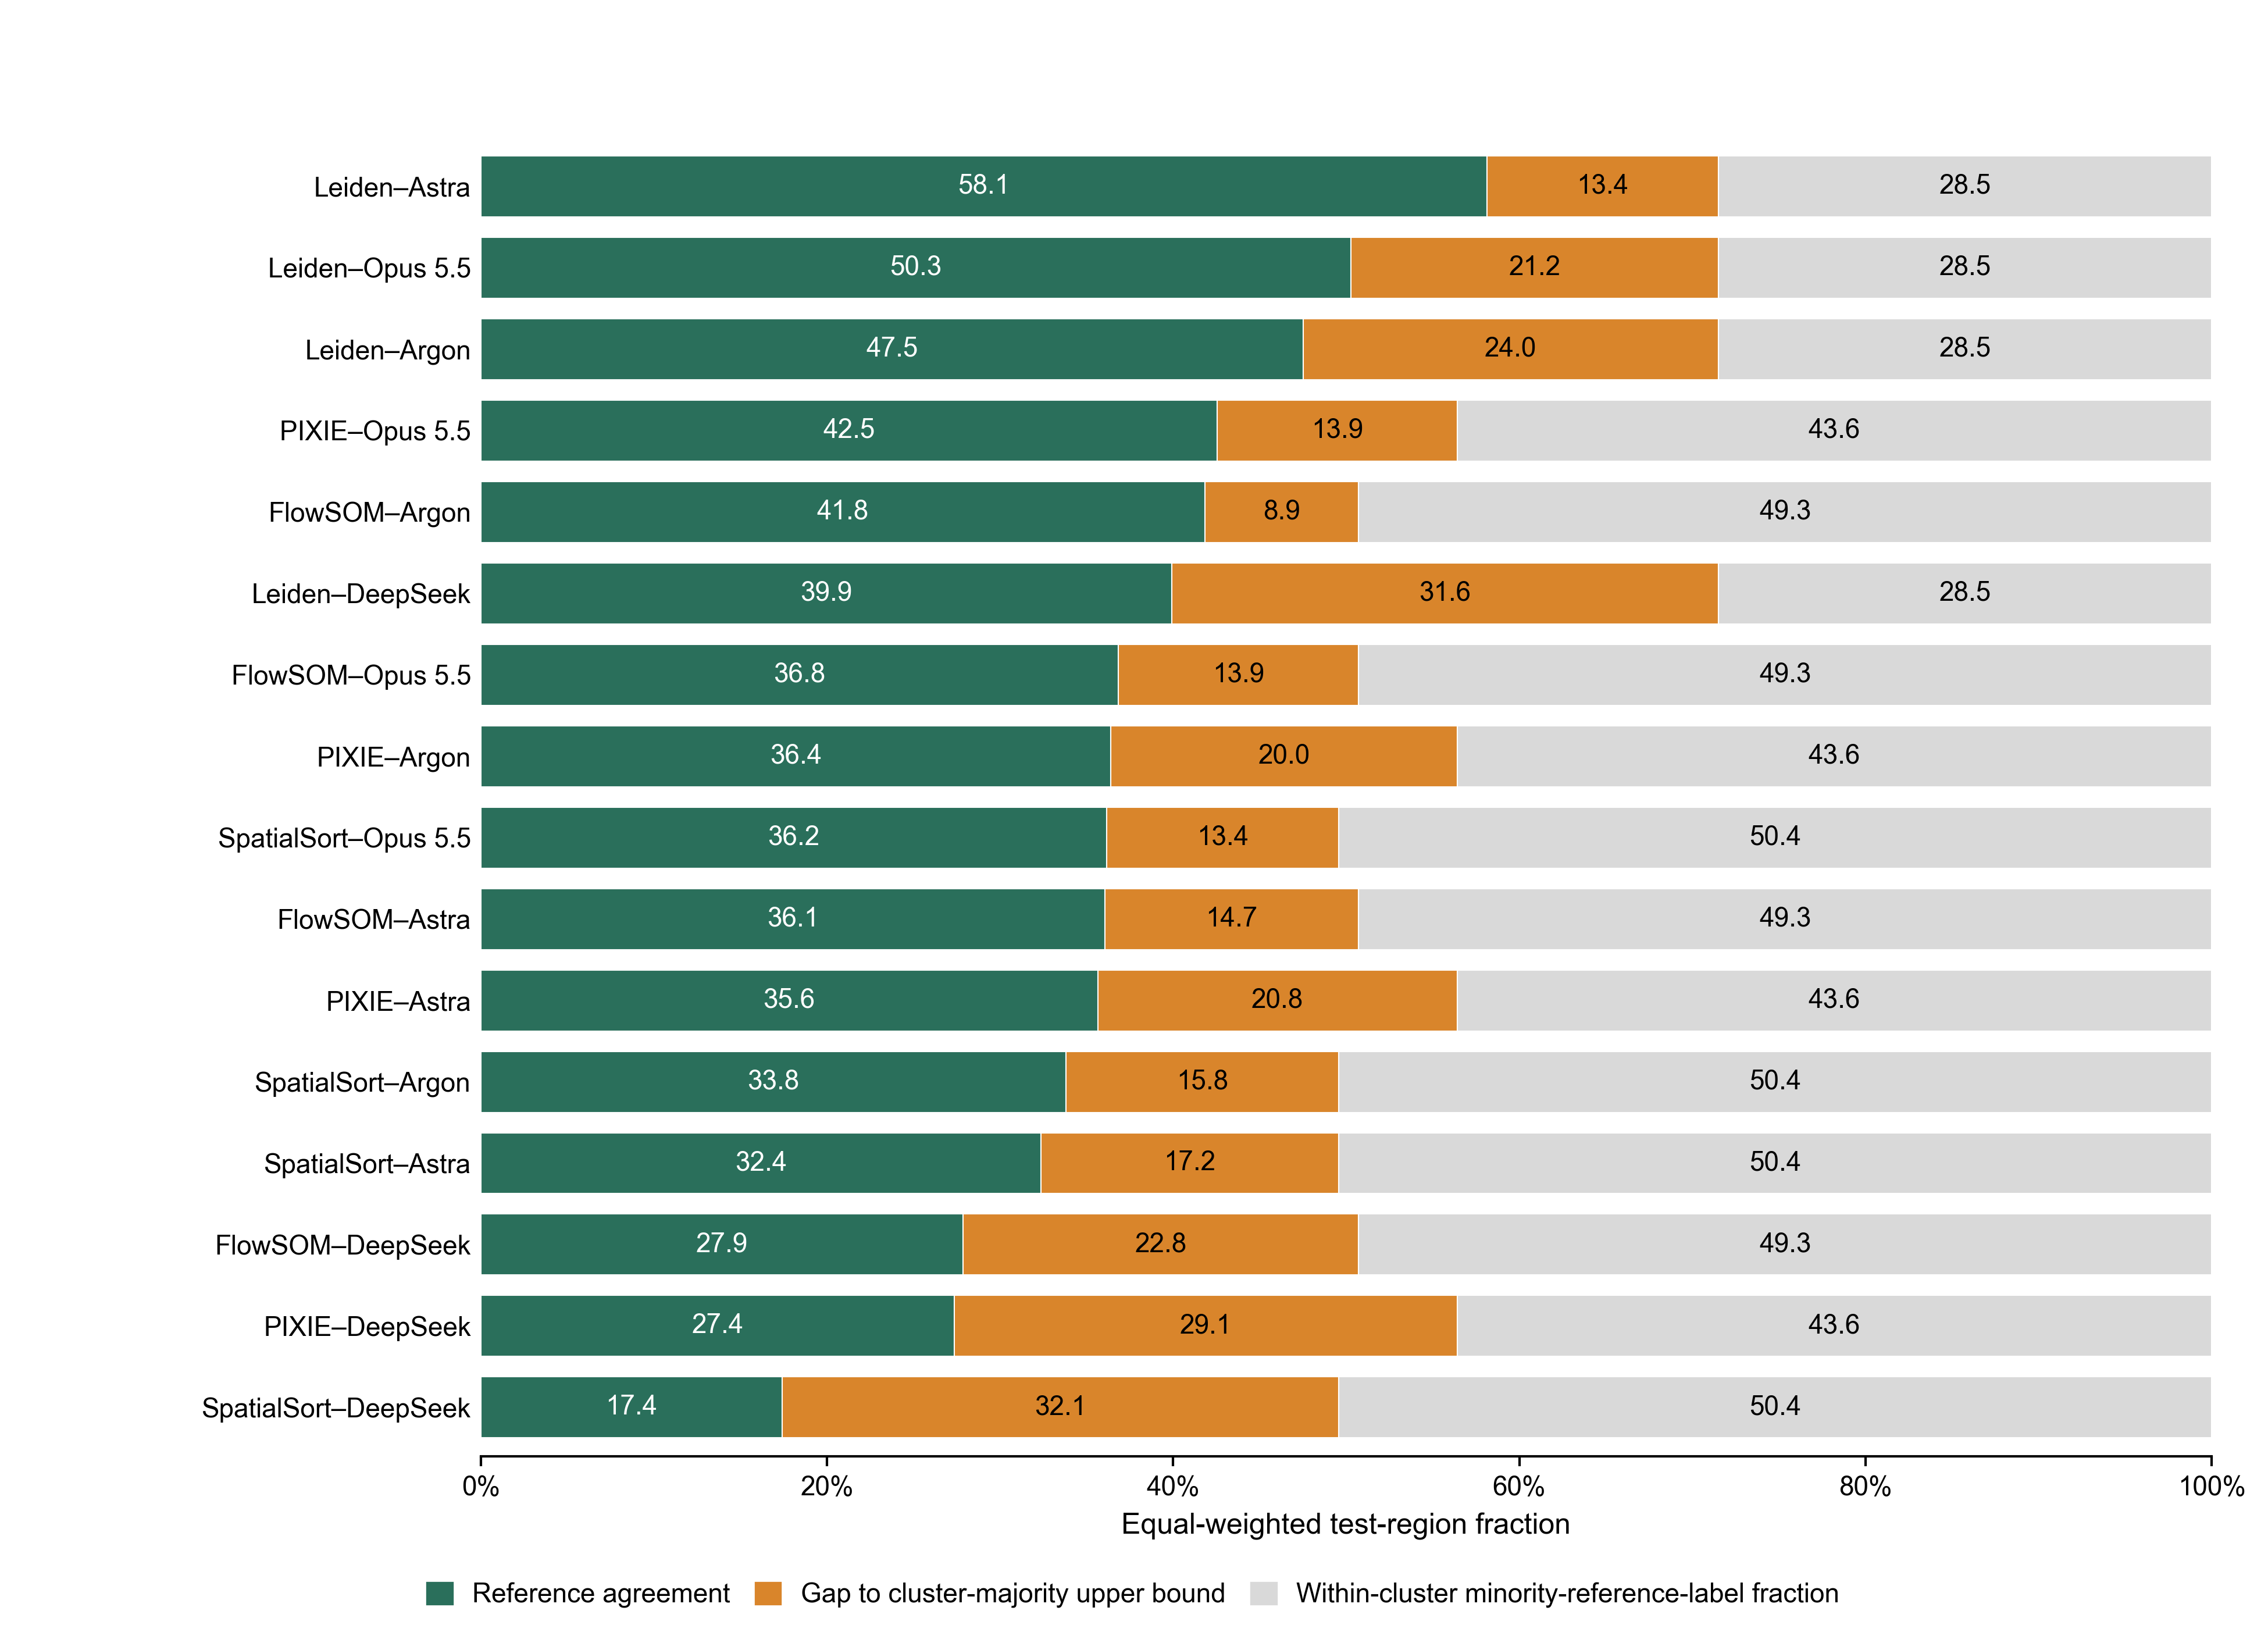 Leiden–Astra 58.1 13.4 28.5
Leiden–Opus 5.5 50.3 21.2 28.5
Leiden–Argon 47.5 24.0 28.5
PIXIE–Opus 5.5 42.5 13.9 43.6
FlowSOM–Argon 41.8 8.9 49.3
Leiden–DeepSeek 39.9 31.6 28.5
FlowSOM–Opus 5.5 36.8 13.9 49.3
PIXIE–Argon 36.4 20.0 43.6
SpatialSort–Opus 5.5 36.2 13.4 50.4
FlowSOM–Astra 36.1 14.7 49.3
PIXIE–Astra 35.6 20.8 43.6
SpatialSort–Argon 33.8 15.8 50.4
SpatialSort–Astra 32.4 17.2 50.4
FlowSOM–DeepSeek 27.9 22.8 49.3
PIXIE–DeepSeek 27.4 29.1 43.6
SpatialSort–DeepSeek 17.4 32.1 50.4
0% 20% 40% 60% 80% 100%
Equal-weighted test-region fraction
Reference agreement Gap to cluster-majority upper bound Within-cluster minority-reference-label fraction